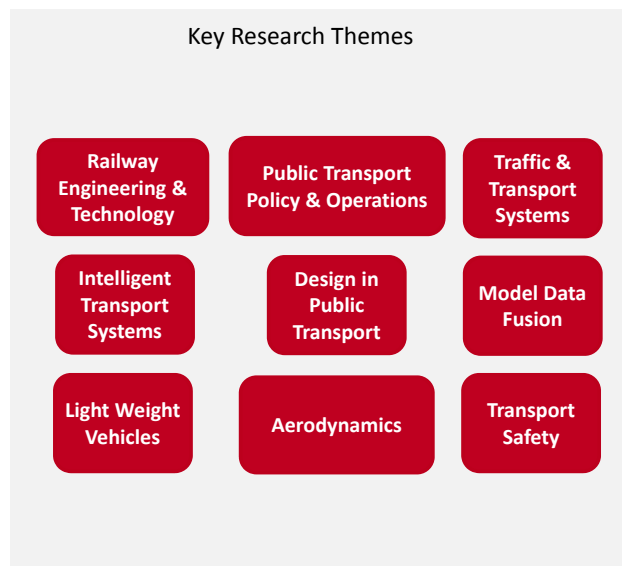 Key Research Themes
Railway
Engineering &
Technology
Public Transport
Policy & Operations
Traffic &
Transport
Systems
Intelligent
Transport
Systems
Design in
Public
Transport
Model Data
Fusion
Light Weight
Vehicles
Aerodynamics
Transport
Safety